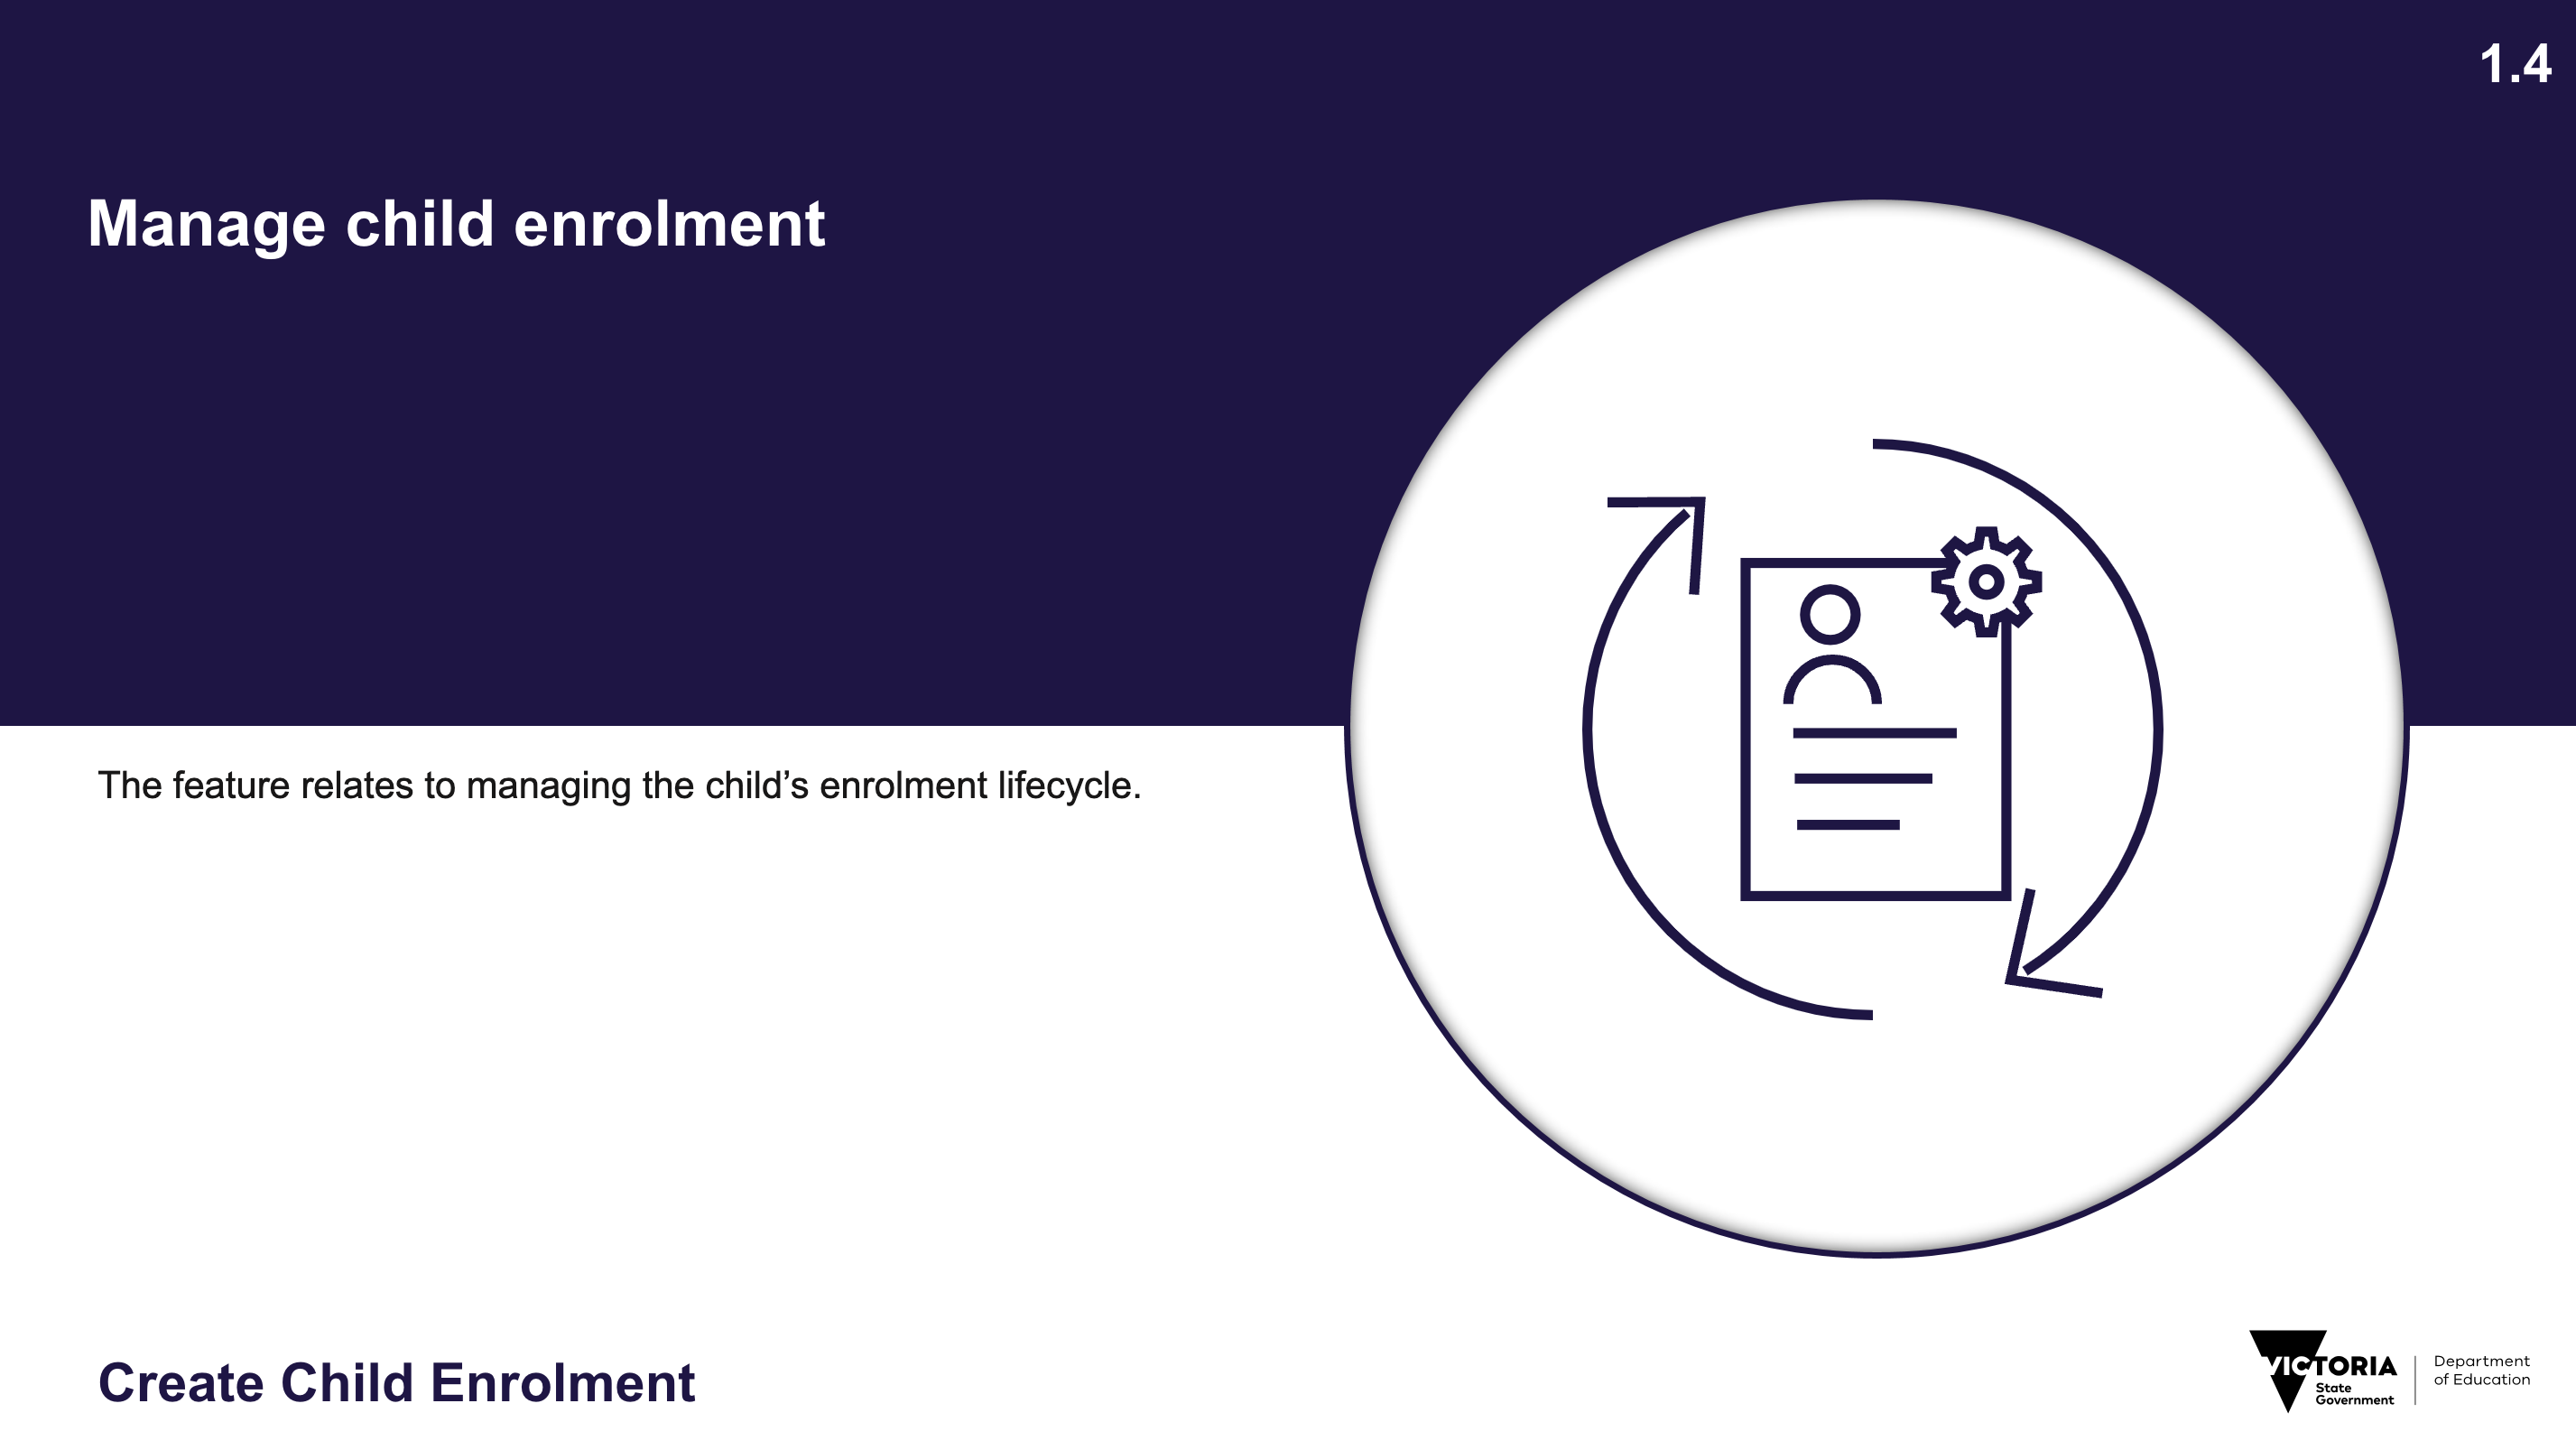 1.4
Manage child enrolment
The feature relates to managing the child’s enrolment lifecycle.
Create Child Enrolment
VICTORIA
State
Government
Department
of Education